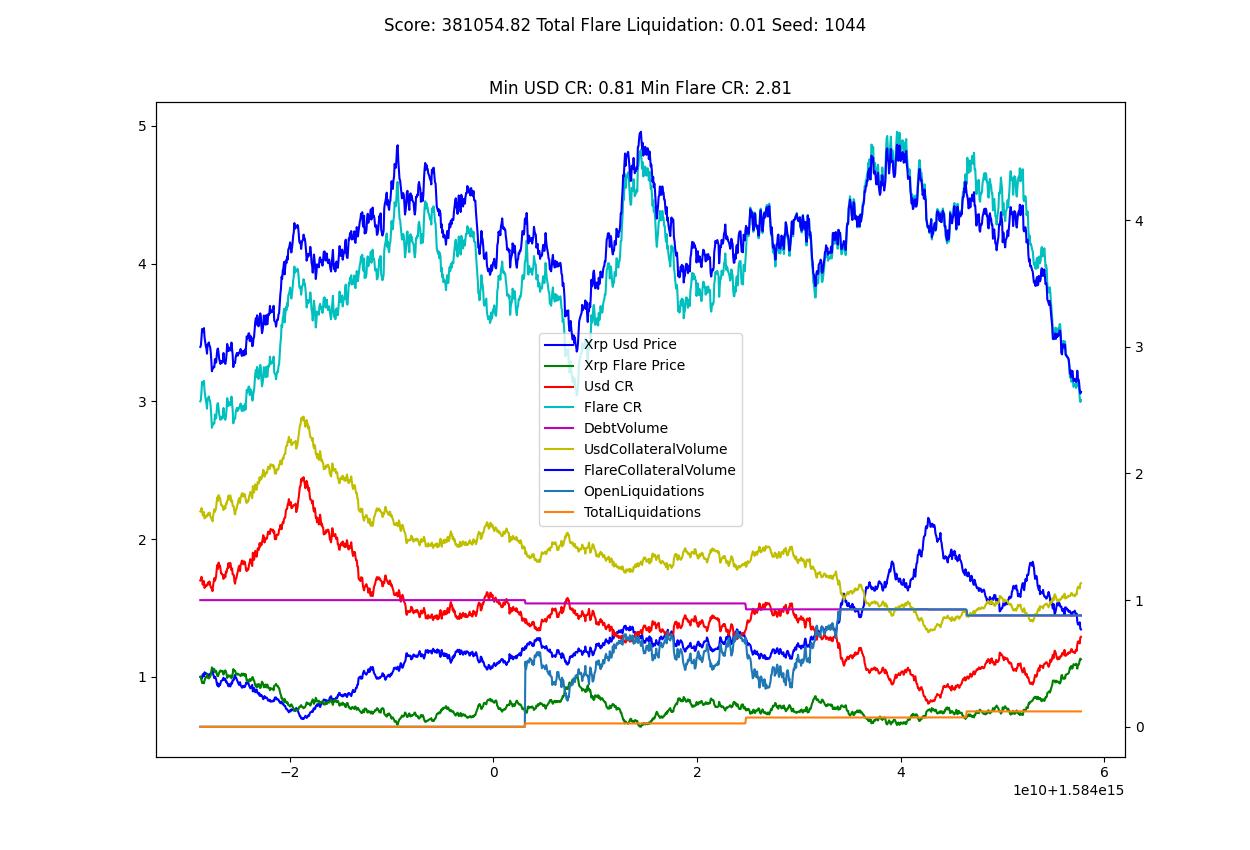 Score: 381054.82 Total Flare Liquidation: 0.01 Seed: 1044
Min USD CR: 0.81 Min Flare CR: 2.81
5
4
3
2
1
4
3
2
1
0
Xrp Usd Price
Xrp Flare Price
Usd CR
Flare CR
DebtVolume
UsdCollateralVolume
FlareCollateralVolume
OpenLiquidations
TotalLiquidations
−2 0 2 4 6
1e10+1.584e15